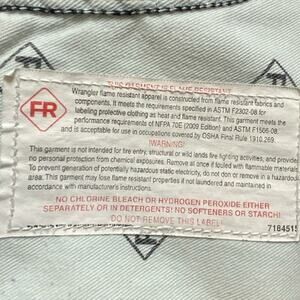 THIS GARMENT IS FLAME RESISTANT
FR
Wrangler flame resistant apparel is constructed from flame resistant fabrics and
components. It meets the requirements specified in ASTM F2302-08 for
labeling protective clothing as heat and flame resistant. This garment meets the
performance requirements of NFPA 70E (2009 Edition) and ASTM F1506-08
and is acceptable for use in occupations covered by OSHA Final Rule 1910.269.
!WARNING!
This garment is not intended for fire entry, structural or wild lands fire fighting activities, and provides
no personal protection from chemical exposures. Remove at once if fouled with flammable materials.
To prevent generation of hazardous static electricity, do not don or remove in a hazardous
area. This garment may lose flame resistant properties if not laundered and maintained in
accordance with manufacturer's instructions.
NO CHLORINE BLEACH OR HYDROGEN PEROXIDE EITHER
SEPARATELY OR IN DETERGENTS! NO SOFTENERS OR STARCH!
DO NOT REMOVE THIS LABEL!
7184515